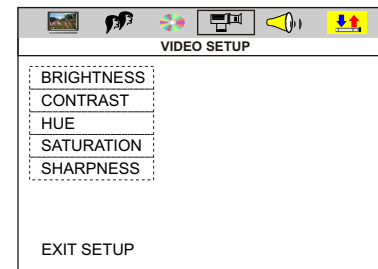 VIDEO SETUP
BRIGHTNESS
CONTRAST
HUE
SATURATION
SHARPNESS
EXIT SETUP